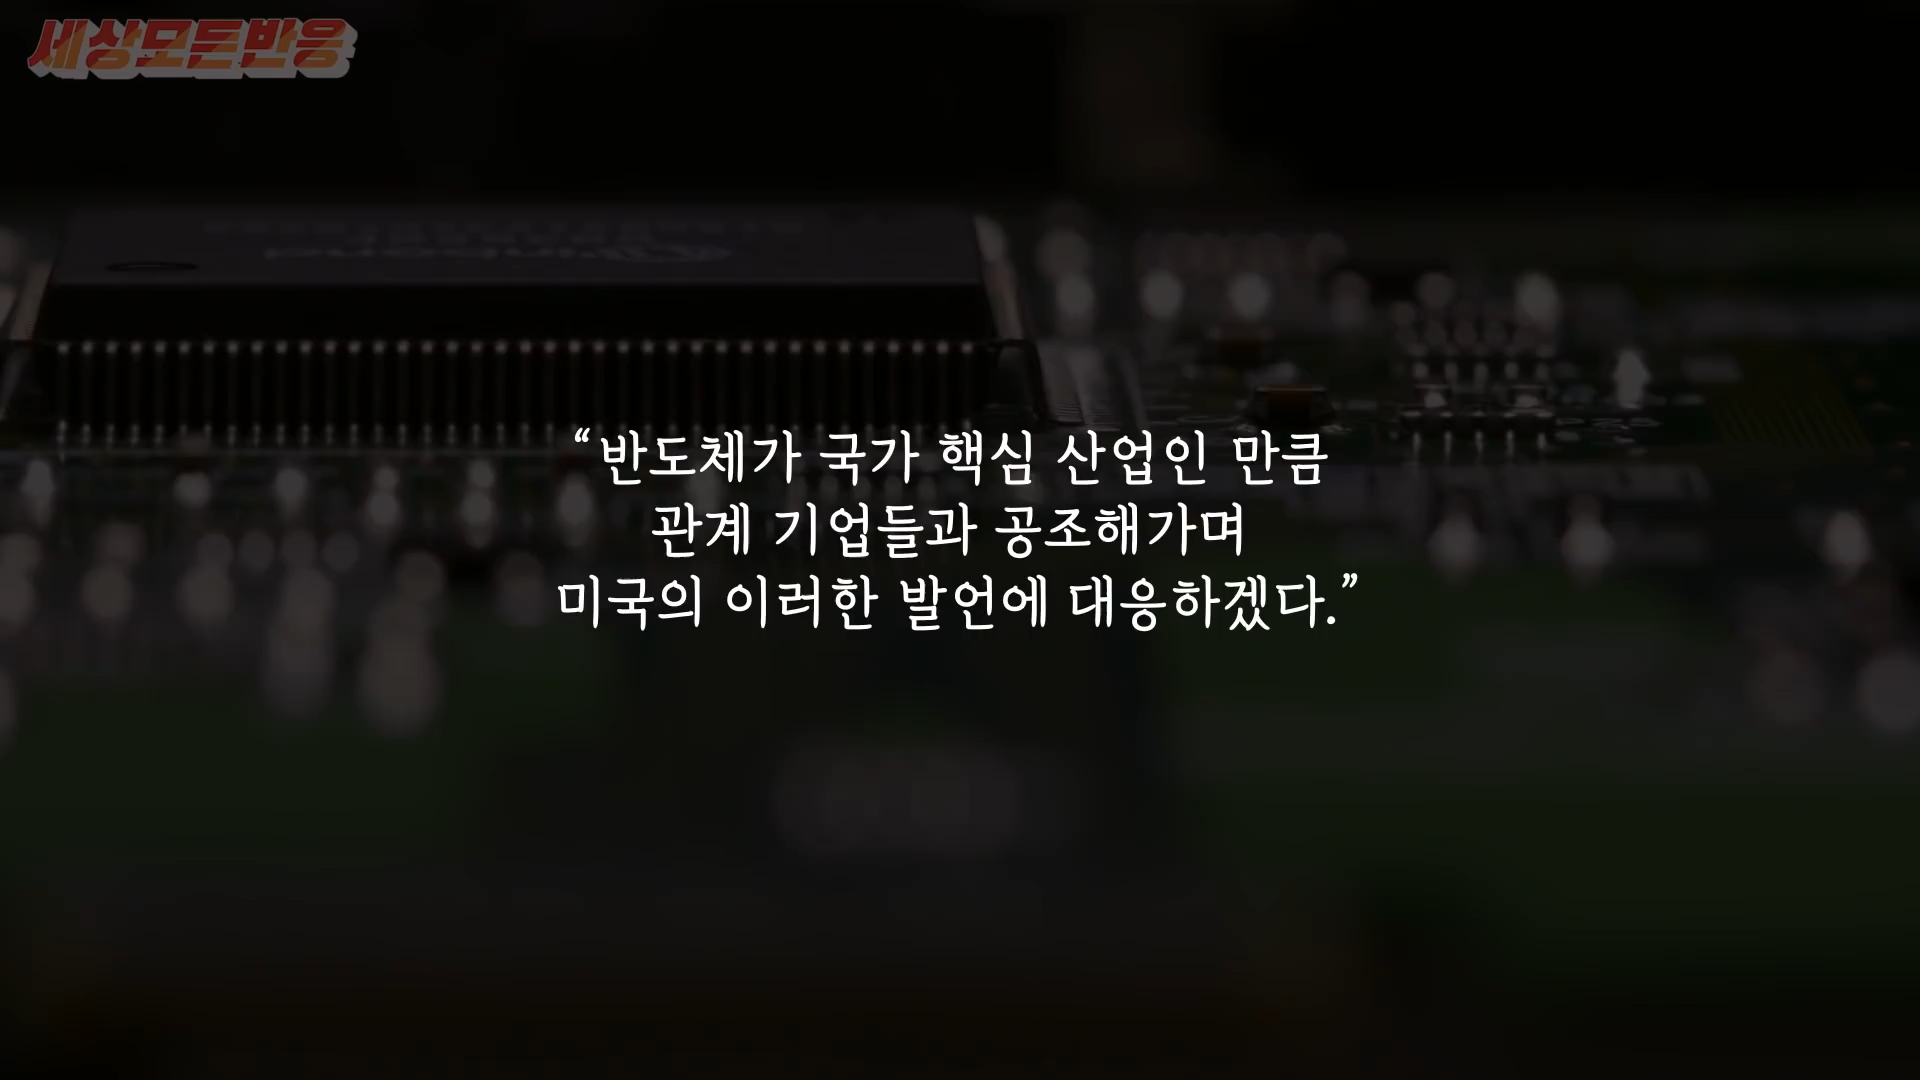 세상모든반응
Winbond
“반도체가 국가 핵심 산업인 만큼
관계 기업들과 공조해가며
미국의 이러한 발언에 대응하겠다.”